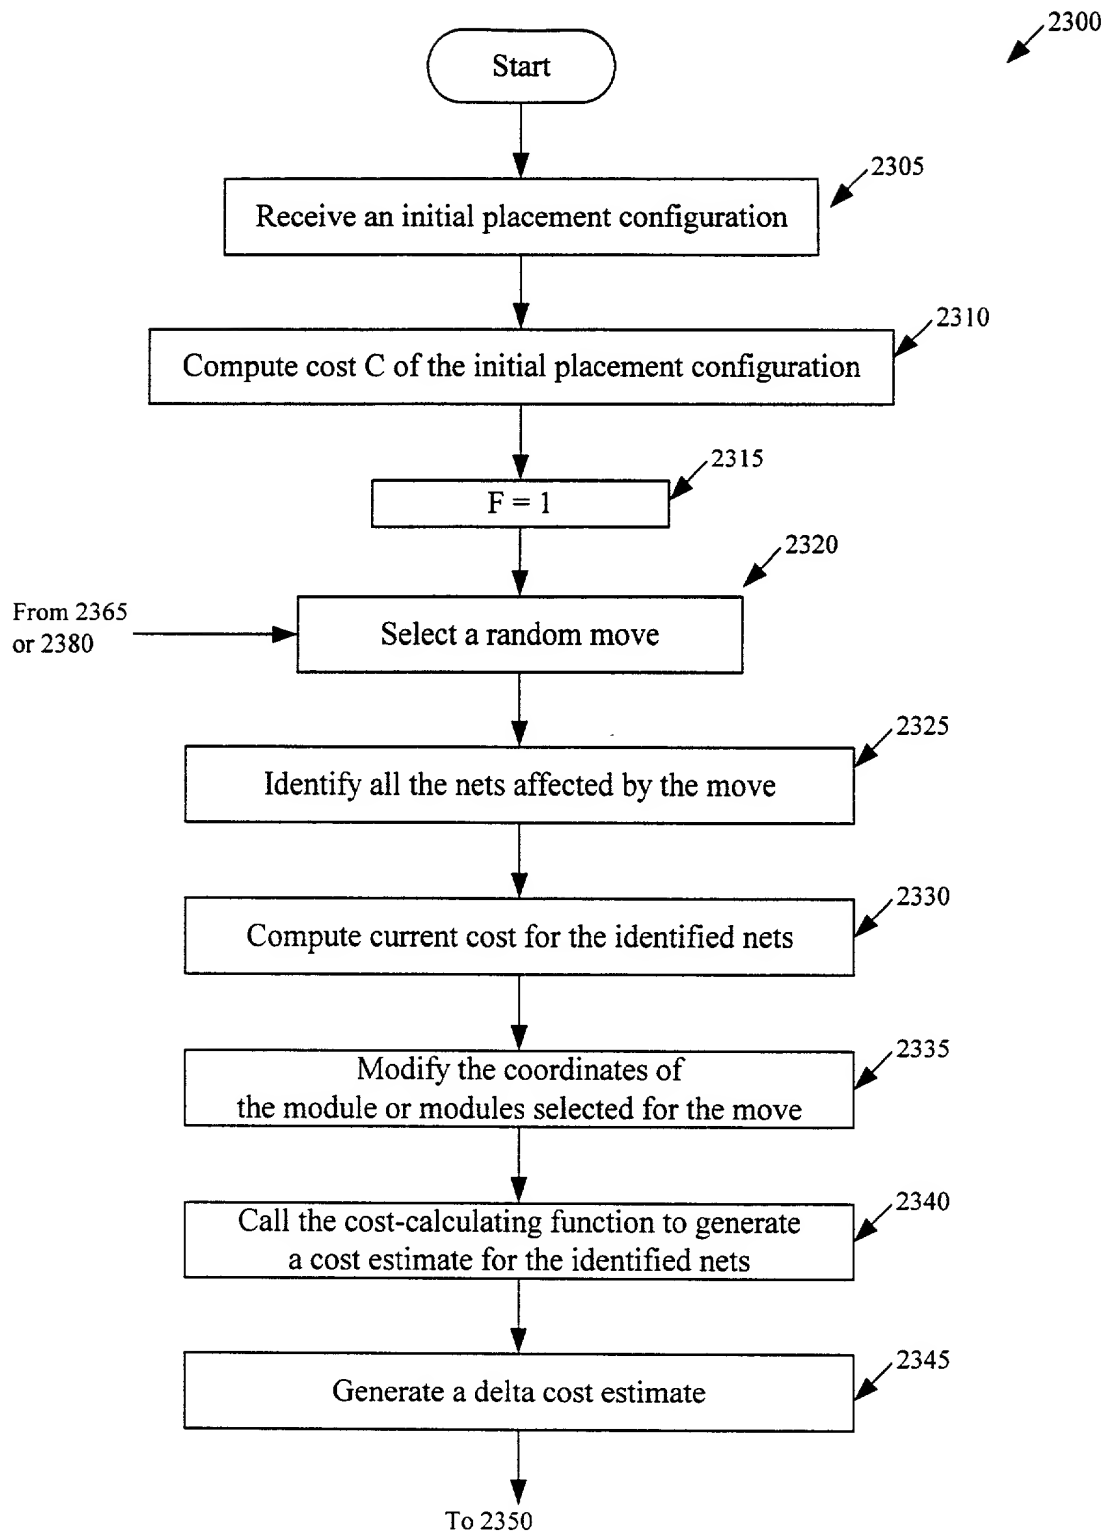 2300
Start
2305
Receive an initial placement configuration
2310
Compute cost C of the initial placement configuration
2315
F = 1
2320
From 2365
or 2380
Select a random move
2325
Identify all the nets affected by the move
2330
Compute current cost for the identified nets
2335
Modify the coordinates of
the module or modules selected for the move
2340
Call the cost-calculating function to generate
a cost estimate for the identified nets
2345
Generate a delta cost estimate
To 2350